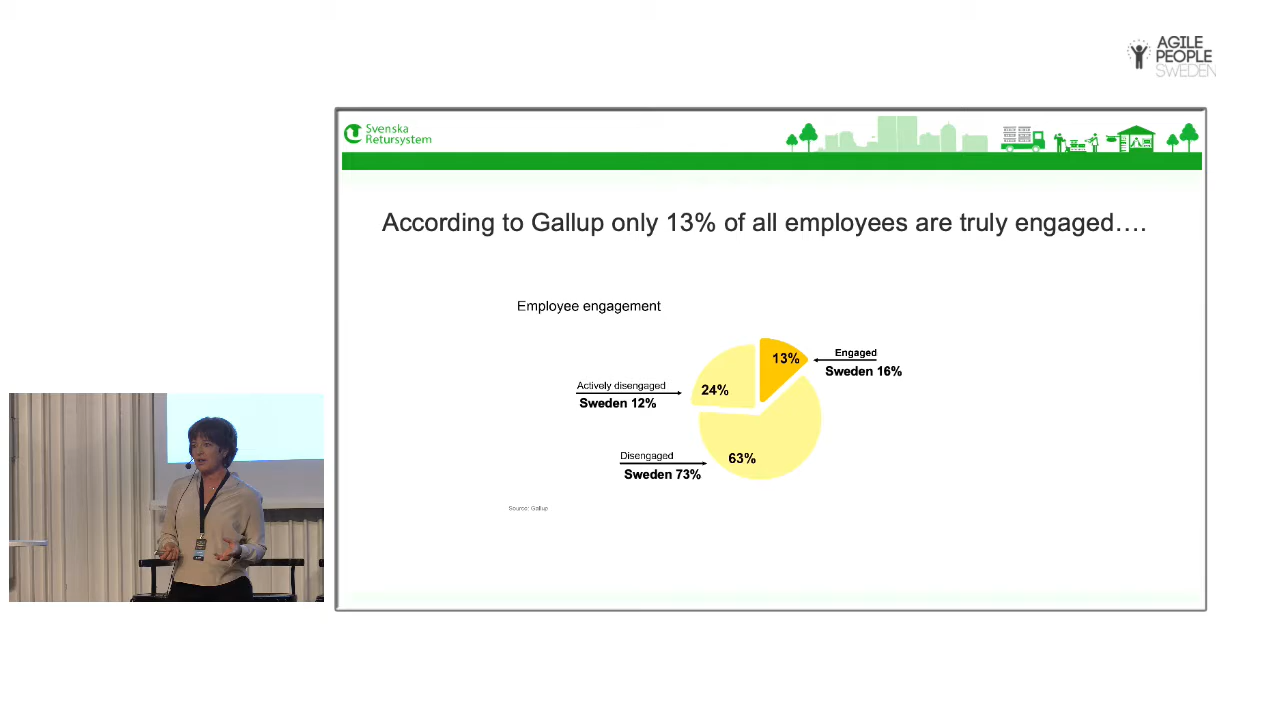 AGILE
PEOPLE
SWEDEN
Svenska
Retursystem
According to Gallup only 13% of all employees are truly engaged….
Employee engagement
13%
Engaged
Sweden 16%
Actively disengaged
Sweden 12%
24%
Disengaged
Sweden 73%
63%
Source: Gallup